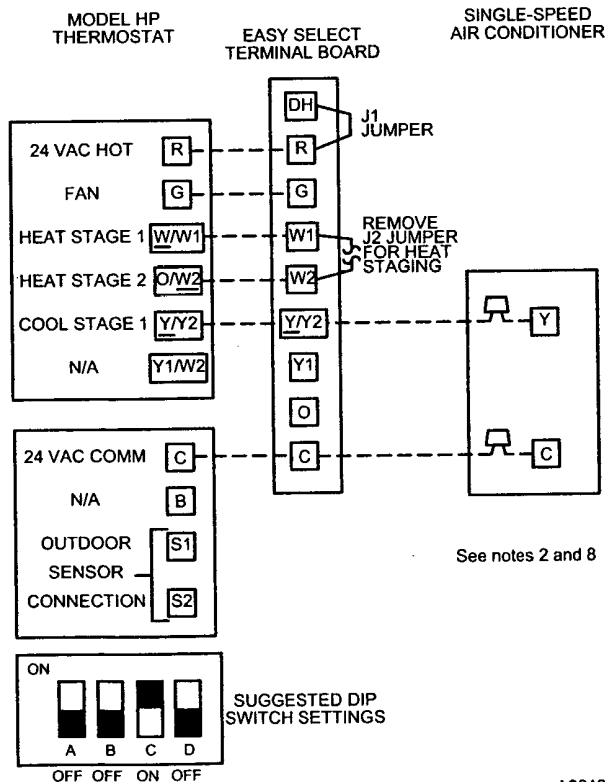 MODEL HP
THERMOSTAT
EASY SELECT
TERMINAL BOARD
SINGLE-SPEED
AIR CONDITIONER
DH
J1
JUMPER
24 VAC HOT R R
FAN G G
HEAT STAGE 1 W/W1 W1
REMOVE
J2 JUMPER
FOR HEAT
STAGING
HEAT STAGE 2 O/W2 W2
COOL STAGE 1 Y/Y2 Y/Y2 Y
N/A Y1/W2 Y1
O
24 VAC COMM C C C
N/A B
OUTDOOR S1
SENSOR
CONNECTION S2
See notes 2 and 8
ON
SUGGESTED DIP
SWITCH SETTINGS
A B C D
OFF OFF ON OFF